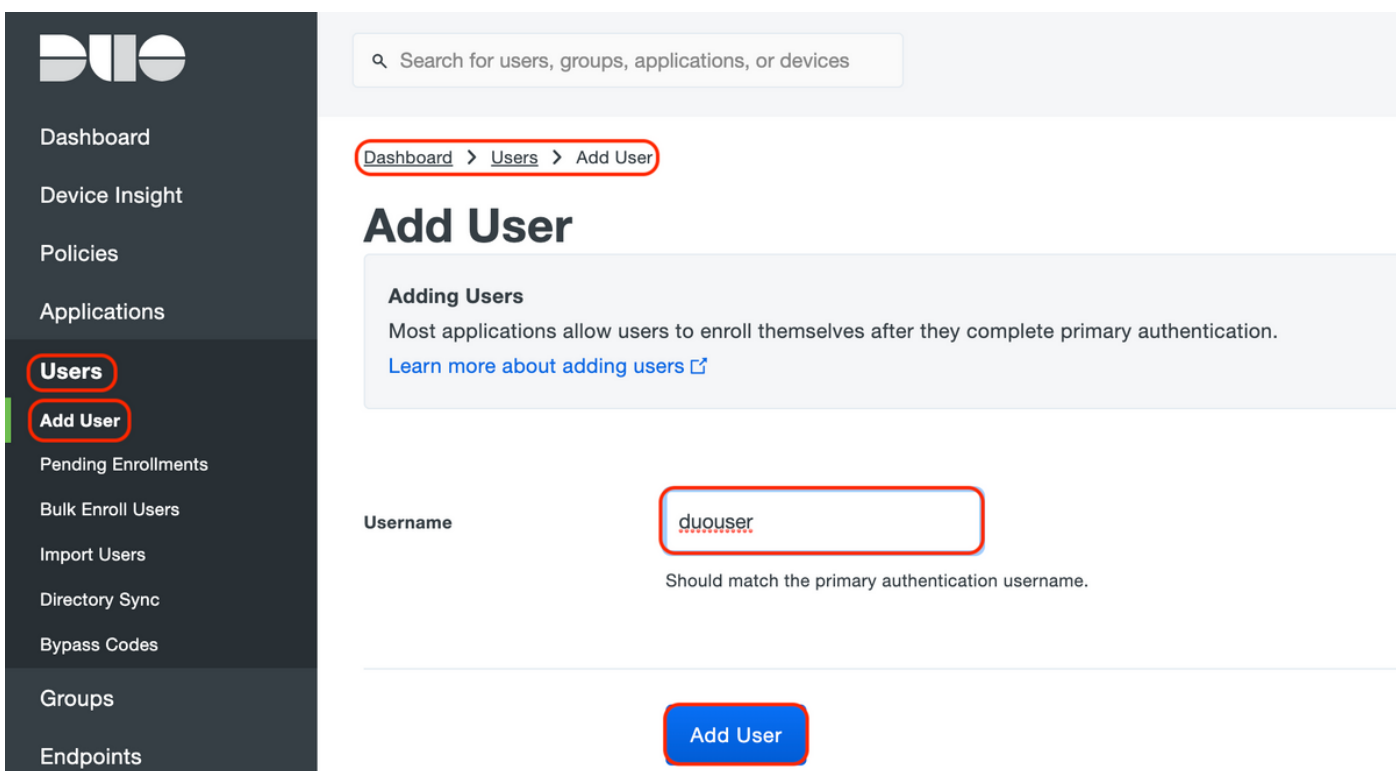 DUO
Search for users, groups, applications, or devices
Dashboard
Device Insight
Policies
Applications
Users
Add User
Pending Enrollments
Bulk Enroll Users
Import Users
Directory Sync
Bypass Codes
Groups
Endpoints
Dashboard > Users > Add User
Add User
Adding Users
Most applications allow users to enroll themselves after they complete primary authentication.
Learn more about adding users
Username
duouser
Should match the primary authentication username.
Add User